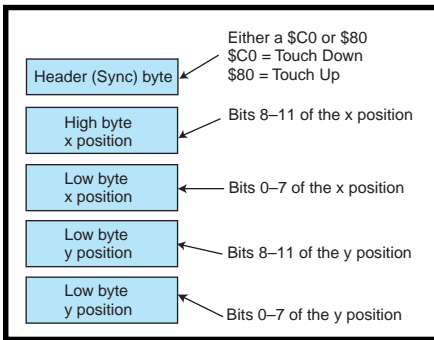 Either a $C0 or $80
$C0 = Touch Down
$80 = Touch Up
Header (Sync) byte
High byte
x position
Bits 8–11 of the x position
Low byte
x position
Bits 0–7 of the x position
Low byte
y position
Bits 8–11 of the y position
Low byte
y position
Bits 0–7 of the y position